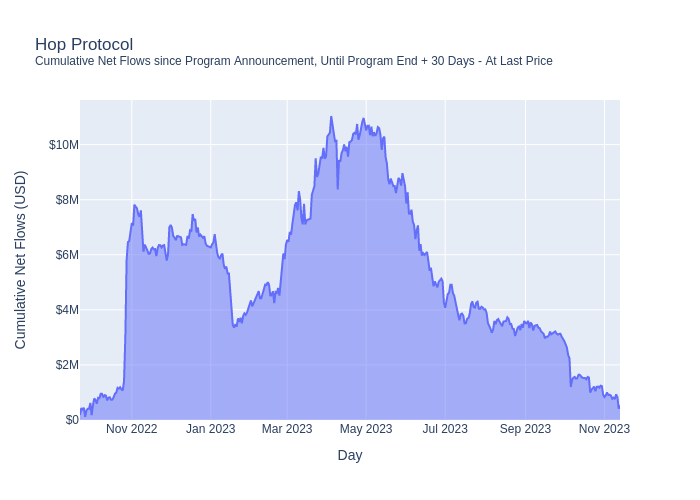 Hop Protocol
Cumulative Net Flows since Program Announcement, Until Program End + 30 Days - At Last Price
Cumulative Net Flows (USD)
$10M
$8M
$6M
$4M
$2M
$0
Nov 2022 Jan 2023 Mar 2023 May 2023 Jul 2023 Sep 2023 Nov 2023
Day